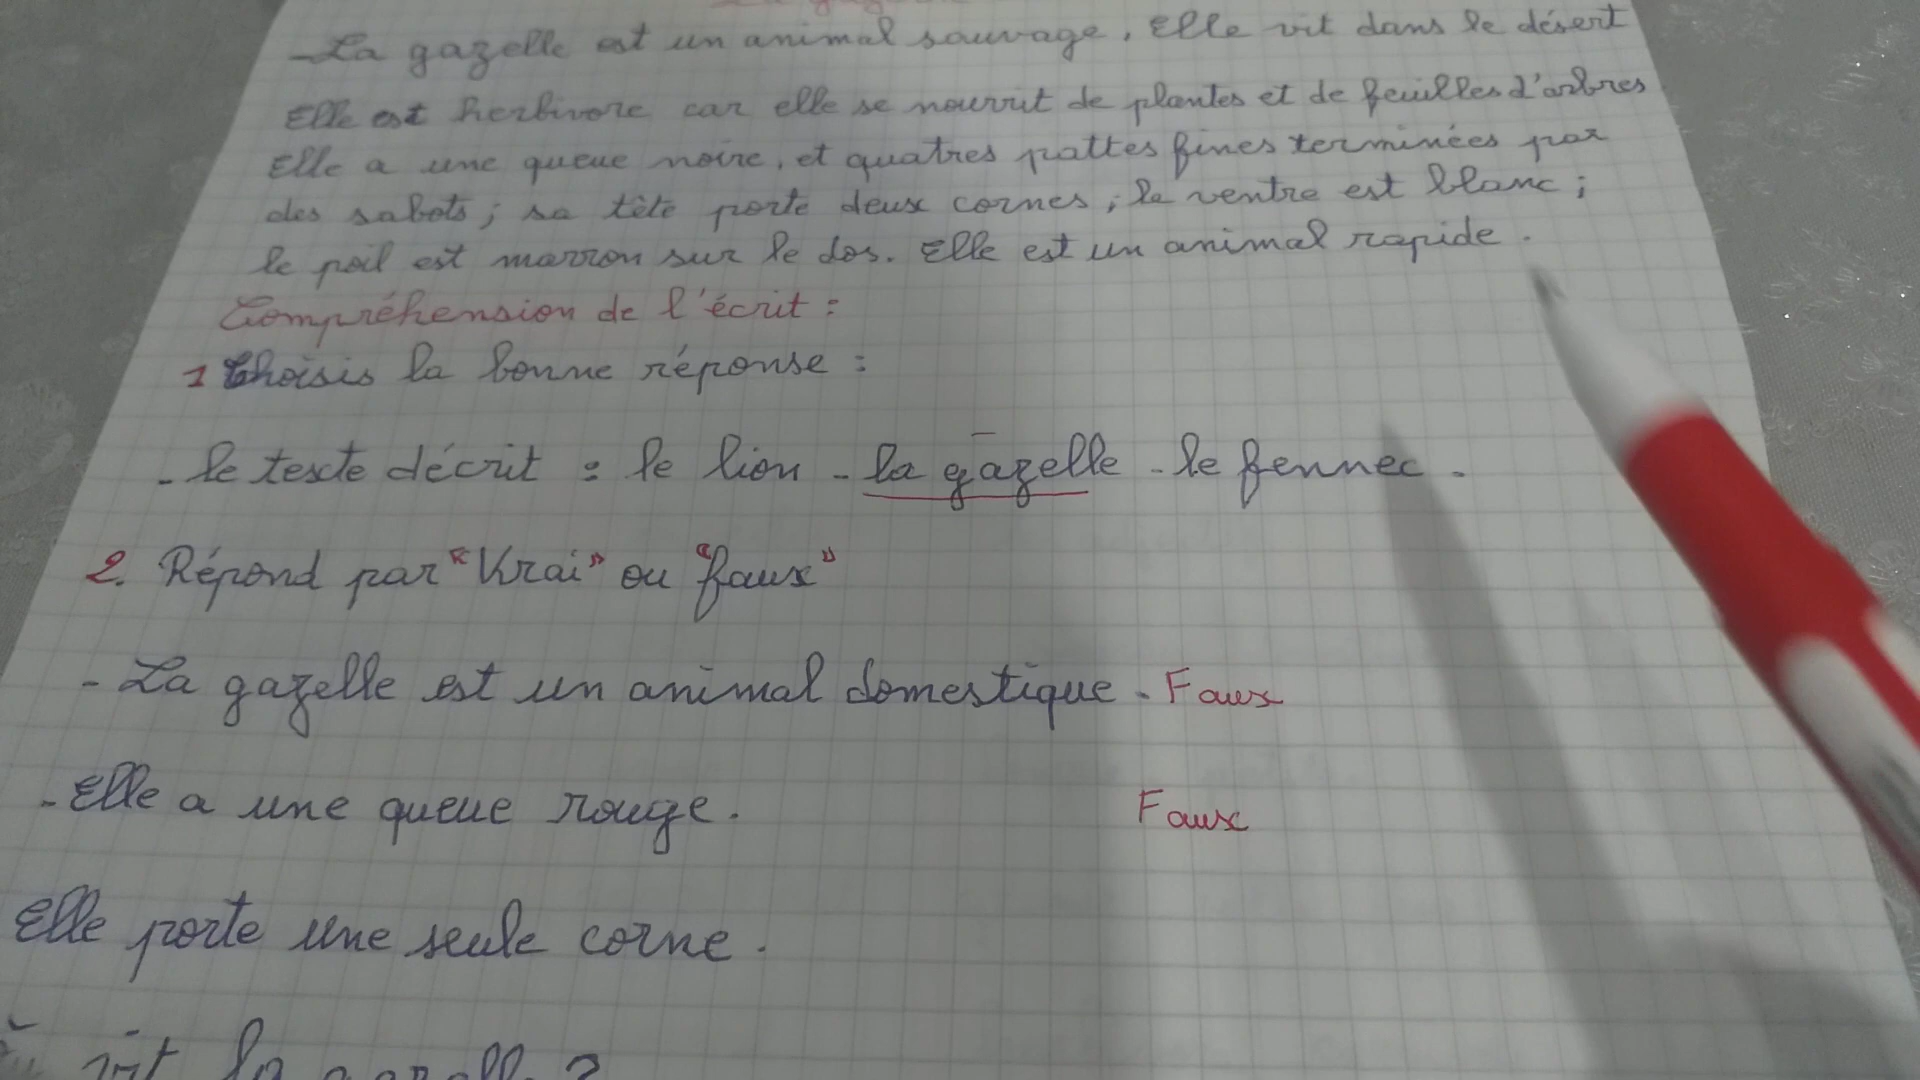 - La gazelle est un animal sauvage. Elle vit dans le désert
Elle est herbivore car elle se nourrit de plantes et de feuilles d'arbres
Elle a une queue noire, et quatres pattes fines terminées par
des sabots; sa tête porte deux cornes; le ventre est blanc;
le poil est marron sur le dos. Elle est un animal rapide.
Compréhension de l'écrit :
1 Choisis la bonne réponse :
- le texte décrit : le lion - la gazelle - le fennec.
2. Répond par "Vrai" ou "faux"
- La gazelle est un animal domestique. Faux
- Elle a une queue rouge. Faux
Elle porte une seule corne.
vit la gazelle ?